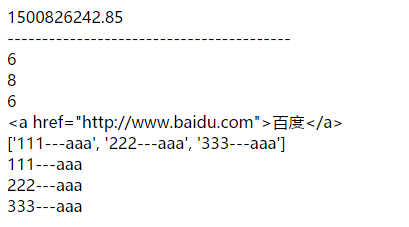 1500826242.85
-----------------------------------------
6
8
6
<a href="http://www.baidu.com">百度</a>
['111---aaa', '222---aaa', '333---aaa']
111---aaa
222---aaa
333---aaa